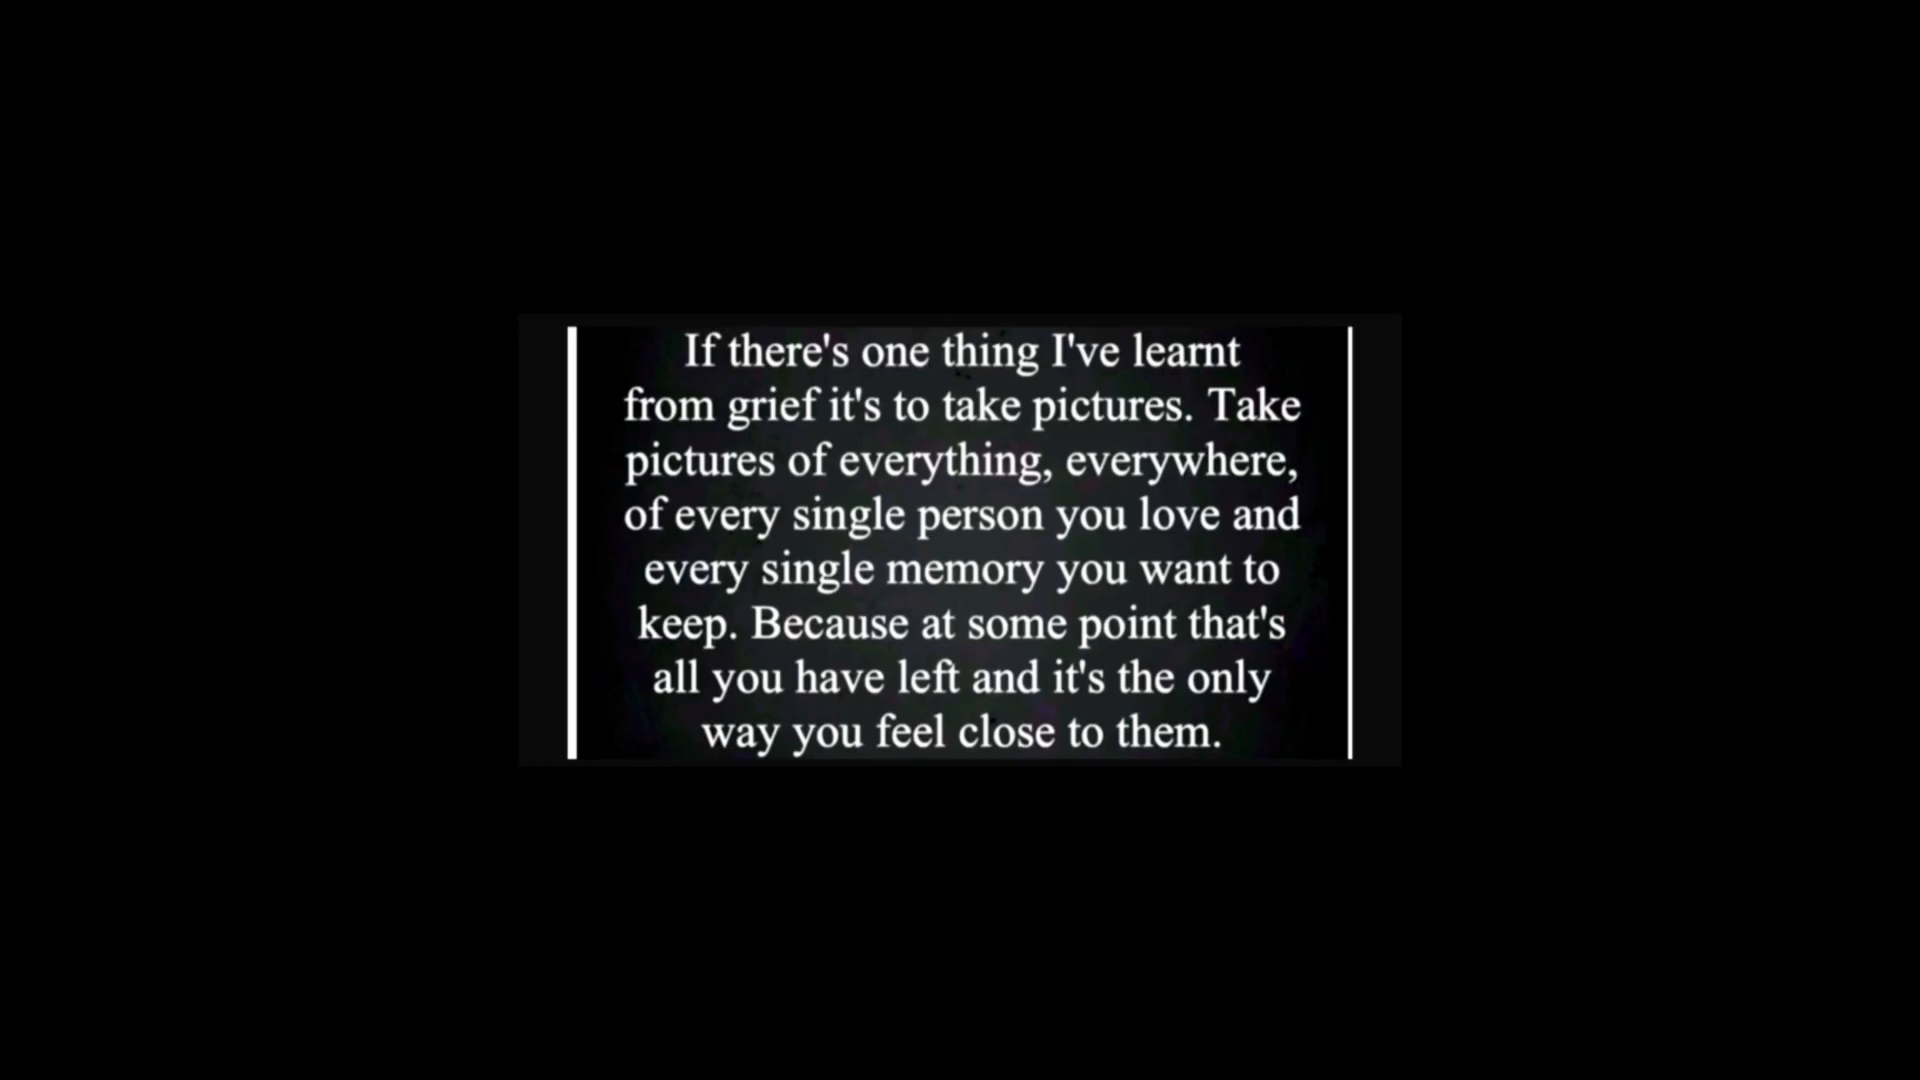 If there's one thing I've learnt
from grief it's to take pictures. Take
pictures of everything, everywhere,
of every single person you love and
every single memory you want to
keep. Because at some point that's
all you have left and it's the only
way you feel close to them.